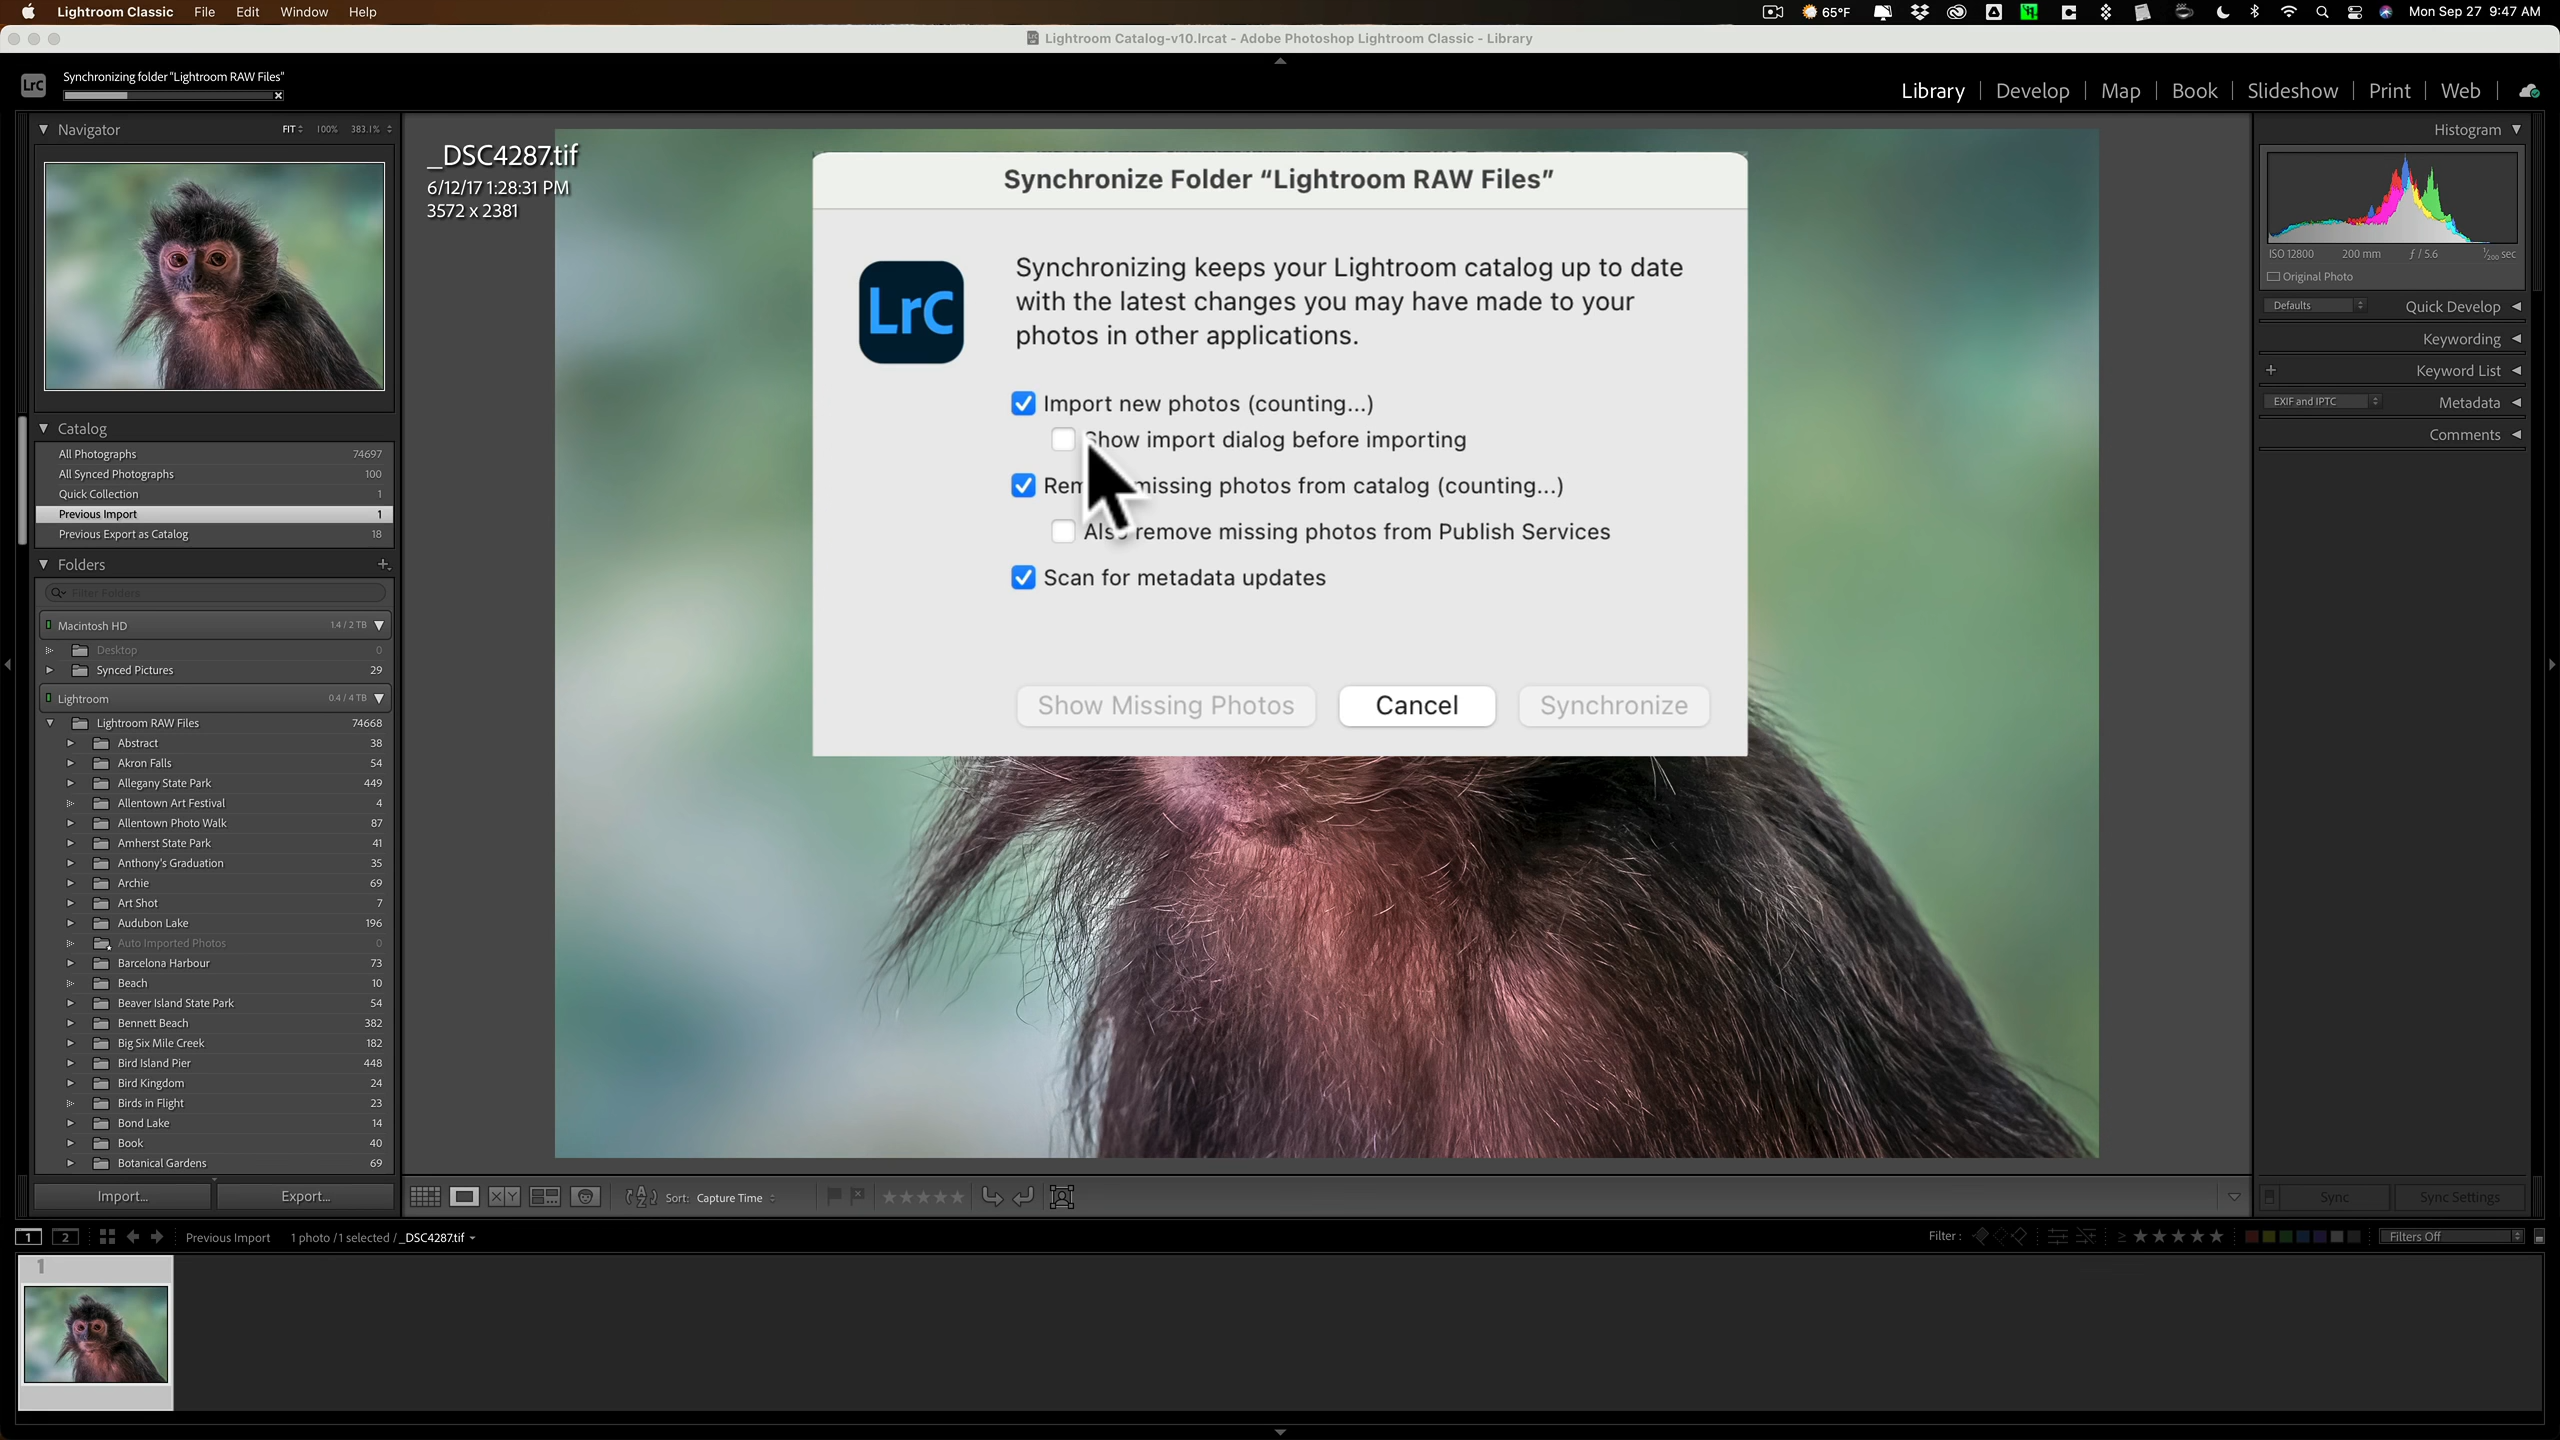 Lightroom Classic File Edit Window Help
65°F Mon Sep 27 9:47 AM
Lightroom Catalog-v10.lrcat - Adobe Photoshop Lightroom Classic - Library
LrC
Synchronizing folder “Lightroom RAW Files”
Library | Develop | Map | Book | Slideshow | Print | Web
Navigator FIT 100% 383.1%
Catalog
All Photographs 74697
All Synced Photographs 100
Quick Collection 1
Previous Import 1
Previous Export as Catalog 18
Folders
Filter Folders
Macintosh HD 1.4 / 2 TB
Desktop 0
Synced Pictures 29
Lightroom 0.4 / 4 TB
Lightroom RAW Files 74668
Abstract 38
Akron Falls 54
Allegany State Park 449
Allentown Art Festival 4
Allentown Photo Walk 87
Amherst State Park 41
Anthony's Graduation 35
Archie 69
Art Shot 7
Audubon Lake 196
Auto Imported Photos 0
Barcelona Harbour 73
Beach 10
Beaver Island State Park 54
Bennett Beach 382
Big Six Mile Creek 182
Bird Island Pier 448
Bird Kingdom 24
Birds in Flight 23
Bond Lake 14
Book 40
Botanical Gardens 69
Import... Export...
_DSC4287.tif
6/12/17 1:28:31 PM
3572 x 2381
Synchronize Folder “Lightroom RAW Files”
LrC
Synchronizing keeps your Lightroom catalog up to date
with the latest changes you may have made to your
photos in other applications.
Import new photos (counting...)
Show import dialog before importing
missing photos from catalog (counting...)
remove missing photos from Publish Services
Scan for metadata updates
Show Missing Photos Cancel Synchronize
Histogram
ISO 12800 200 mm ƒ / 5.6 1/200 sec
Original Photo
Defaults Quick Develop
Keywording
Keyword List
EXIF and IPTC Metadata
Comments
XY Sort: Capture Time
Sync Sync Settings
1 2 Previous Import 1 photo / 1 selected / _DSC4287.tif
Filter : ≥ Filters Off
1